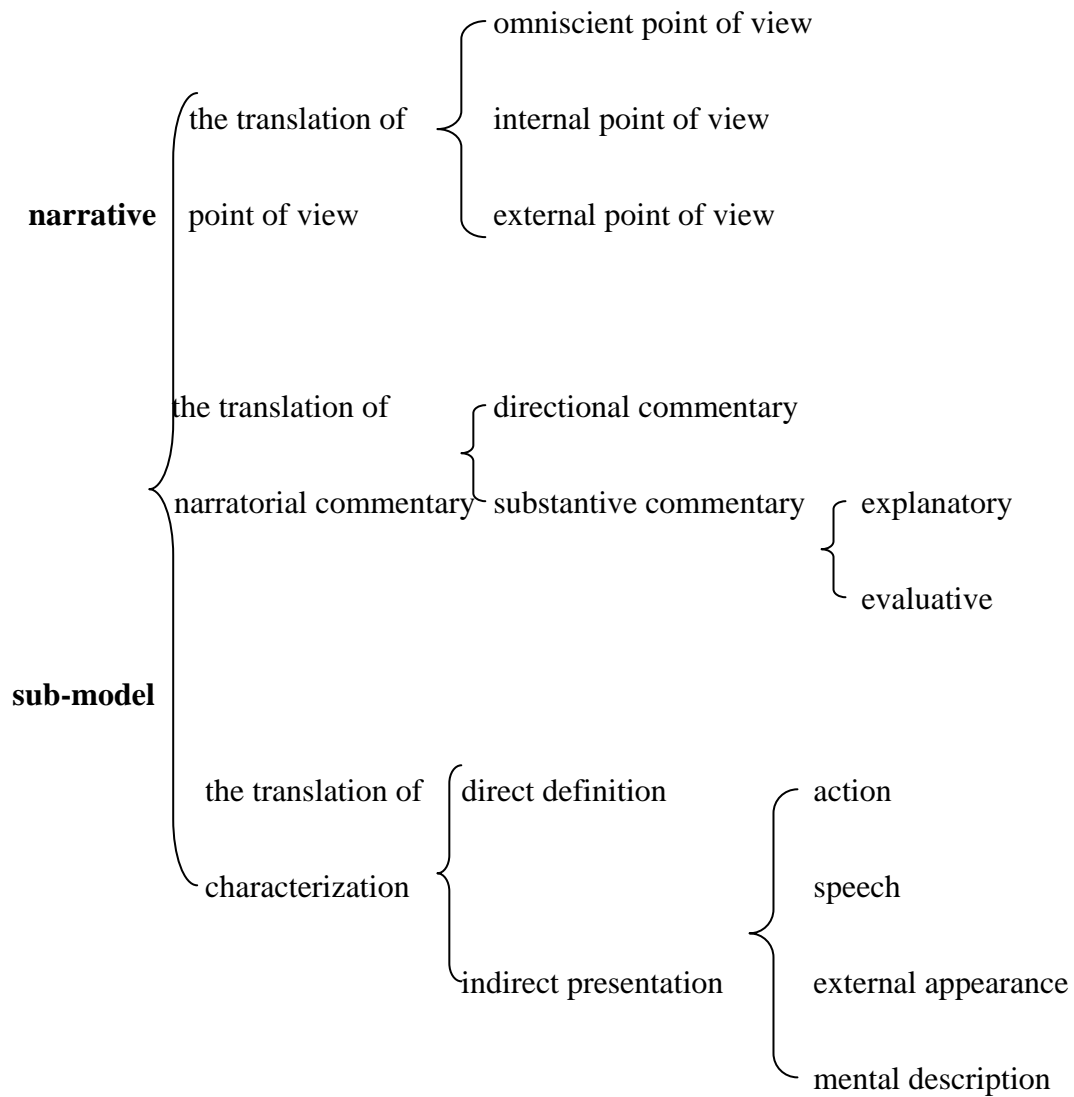 omniscient point of view
the translation of internal point of view
narrative point of view external point of view
the translation of directional commentary
narratorial commentary substantive commentary explanatory
evaluative
sub-model
the translation of direct definition action
characterization speech
indirect presentation external appearance
mental description